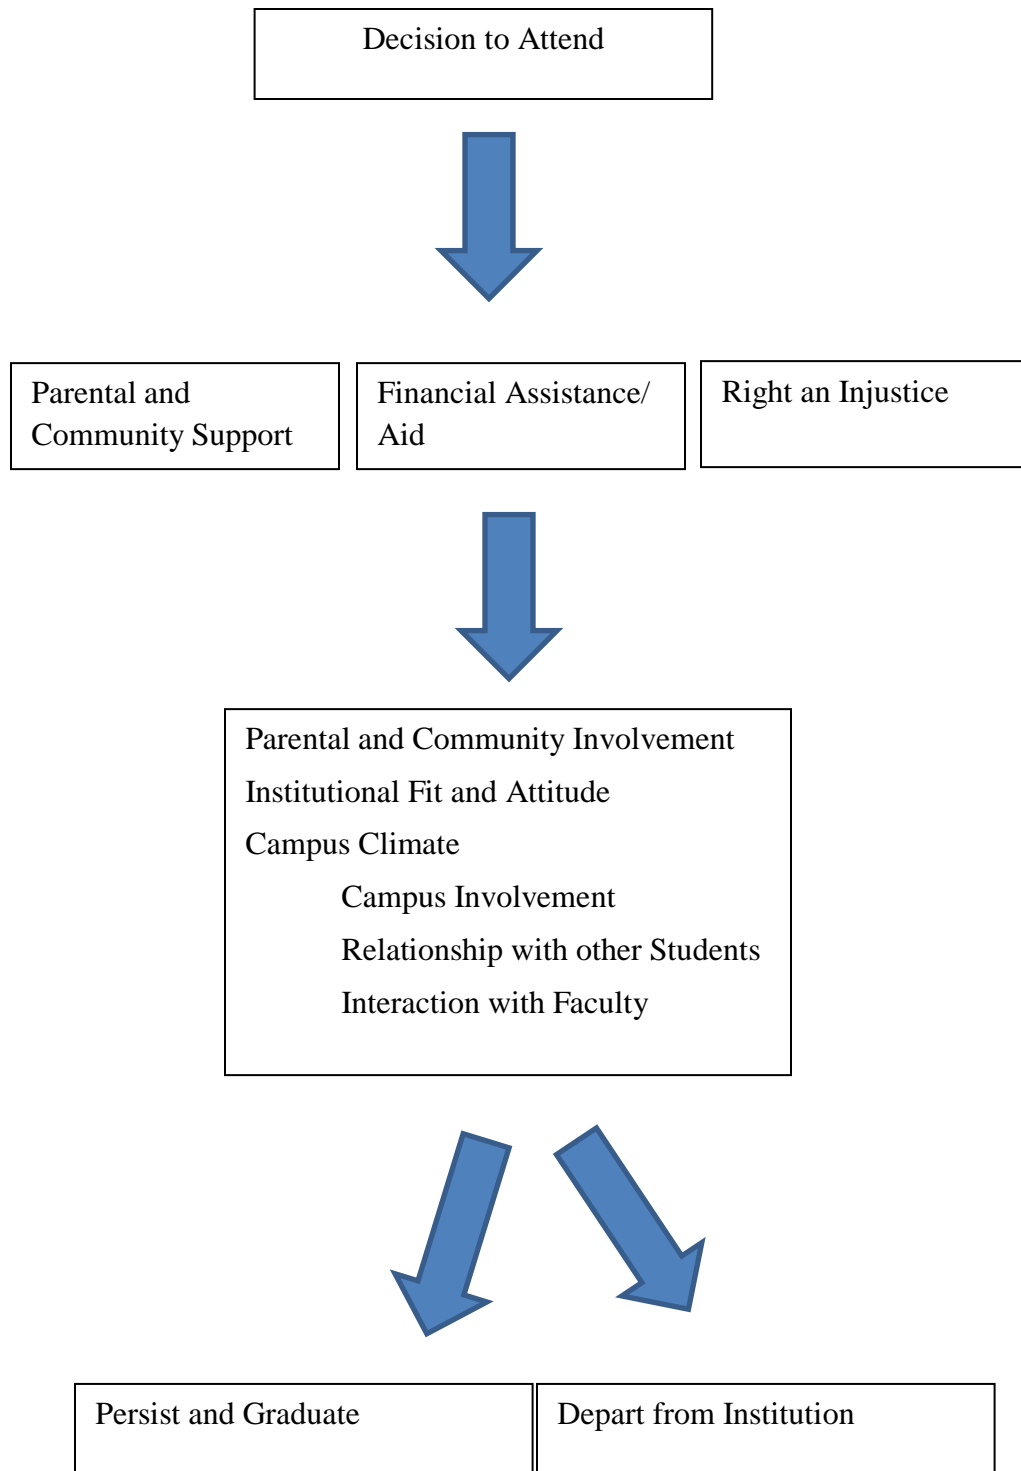 Decision to Attend
Parental and
Community Support
Financial Assistance/
Aid
Right an Injustice
Parental and Community Involvement
Institutional Fit and Attitude
Campus Climate
Campus Involvement
Relationship with other Students
Interaction with Faculty
Persist and Graduate
Depart from Institution